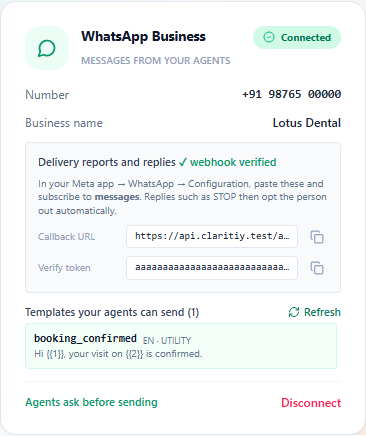 WhatsApp Business
Connected
MESSAGES FROM YOUR AGENTS
Number +91 98765 00000
Business name Lotus Dental
Delivery reports and replies ✓ webhook verified
In your Meta app → WhatsApp → Configuration, paste these and
subscribe to messages. Replies such as STOP then opt the person
out automatically.
Callback URL https://api.claritiy.test/a…
Verify token aaaaaaaaaaaaaaaaaaaaaaaaaaa…
Templates your agents can send (1) Refresh
booking_confirmed EN · UTILITY
Hi {{1}}, your visit on {{2}} is confirmed.
Agents ask before sending Disconnect